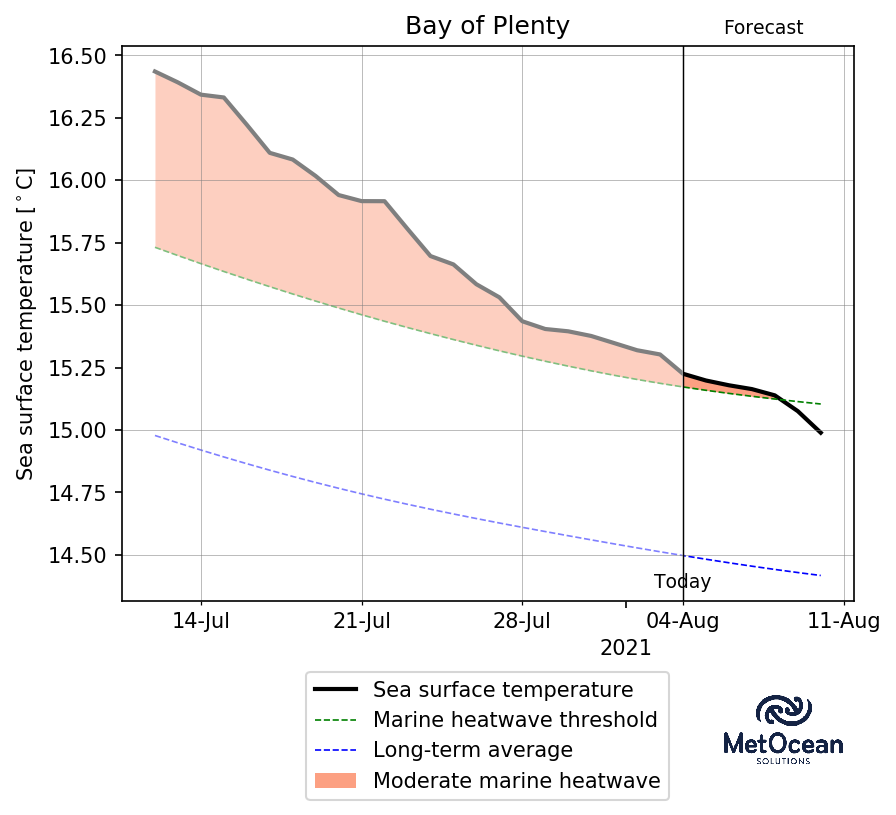 Bay of Plenty
Forecast
Sea surface temperature [°C]
16.50
16.25
16.00
15.75
15.50
15.25
15.00
14.75
14.50
Today
14-Jul 21-Jul 28-Jul 04-Aug 11-Aug
2021
Sea surface temperature
Marine heatwave threshold
Long-term average
Moderate marine heatwave
MetOcean
SOLUTIONS